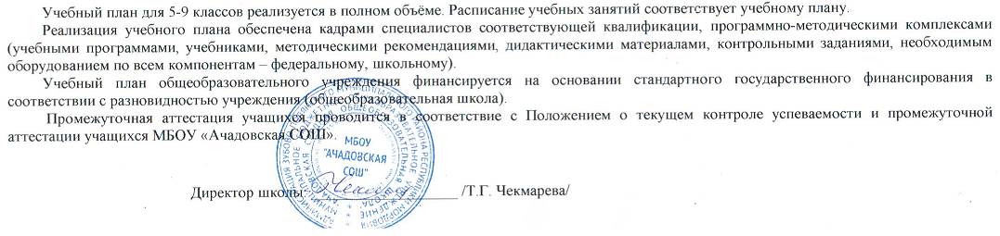 Учебный план для 5-9 классов реализуется в полном объёме. Расписание учебных занятий соответствует учебному плану.
Реализация учебного плана обеспечена кадрами специалистов соответствующей квалификации, программно-методическими комплексами
(учебными программами, учебниками, методическими рекомендациями, дидактическими материалами, контрольными заданиями, необходимым
оборудованием по всем компонентам – федеральному, школьному).
Учебный план общеобразовательного учреждения финансируется на основании стандартного государственного финансирования в
соответствии с разновидностью учреждения (общеобразовательная школа).
Промежуточная аттестация учащихся проводится в соответствие с Положением о текущем контроле успеваемости и промежуточной
аттестации учащихся МБОУ «Ачадовская СОШ».
МБОУ
"АЧАДОВСКАЯ
СОШ"
Директор школы: /Т.Г. Чекмарева/